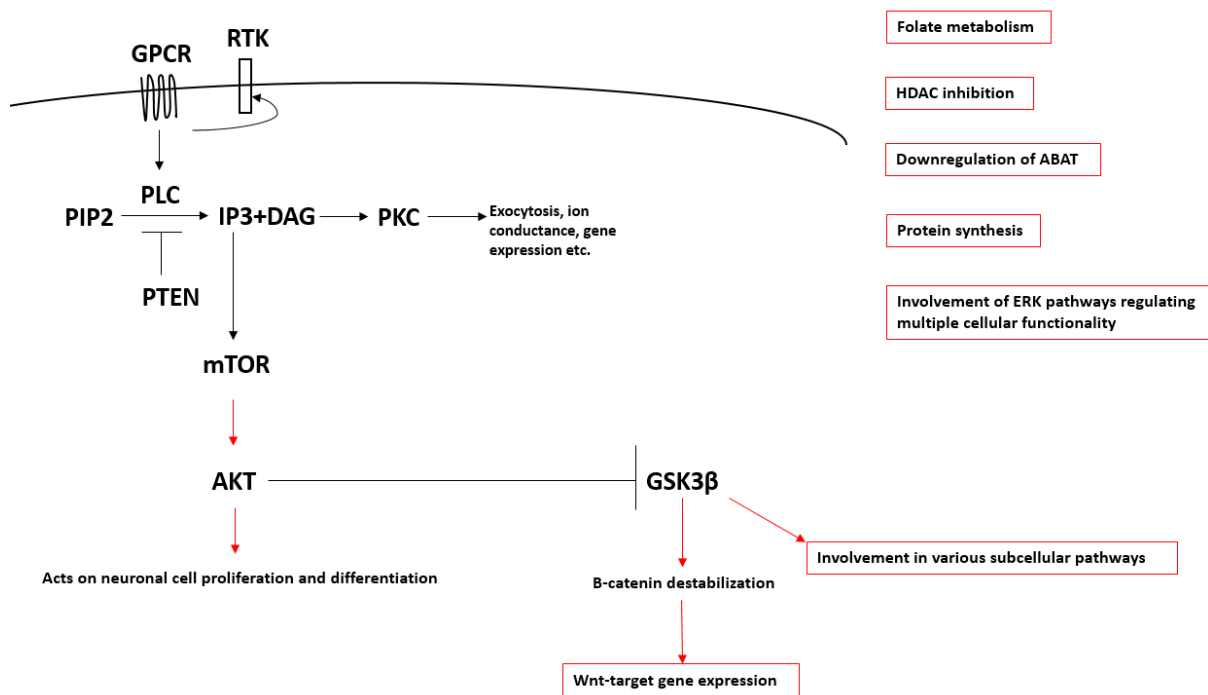 RTK
GPCR
PLC
PIP2
IP3+DAG
PKC
Exocytosis, ion
conductance, gene
expression etc.
PTEN
mTOR
AKT
GSK3β
Acts on neuronal cell proliferation and differentiation
B-catenin destabilization
Involvement in various subcellular pathways
Wnt-target gene expression
Folate metabolism
HDAC inhibition
Downregulation of ABAT
Protein synthesis
Involvement of ERK pathways regulating
multiple cellular functionality